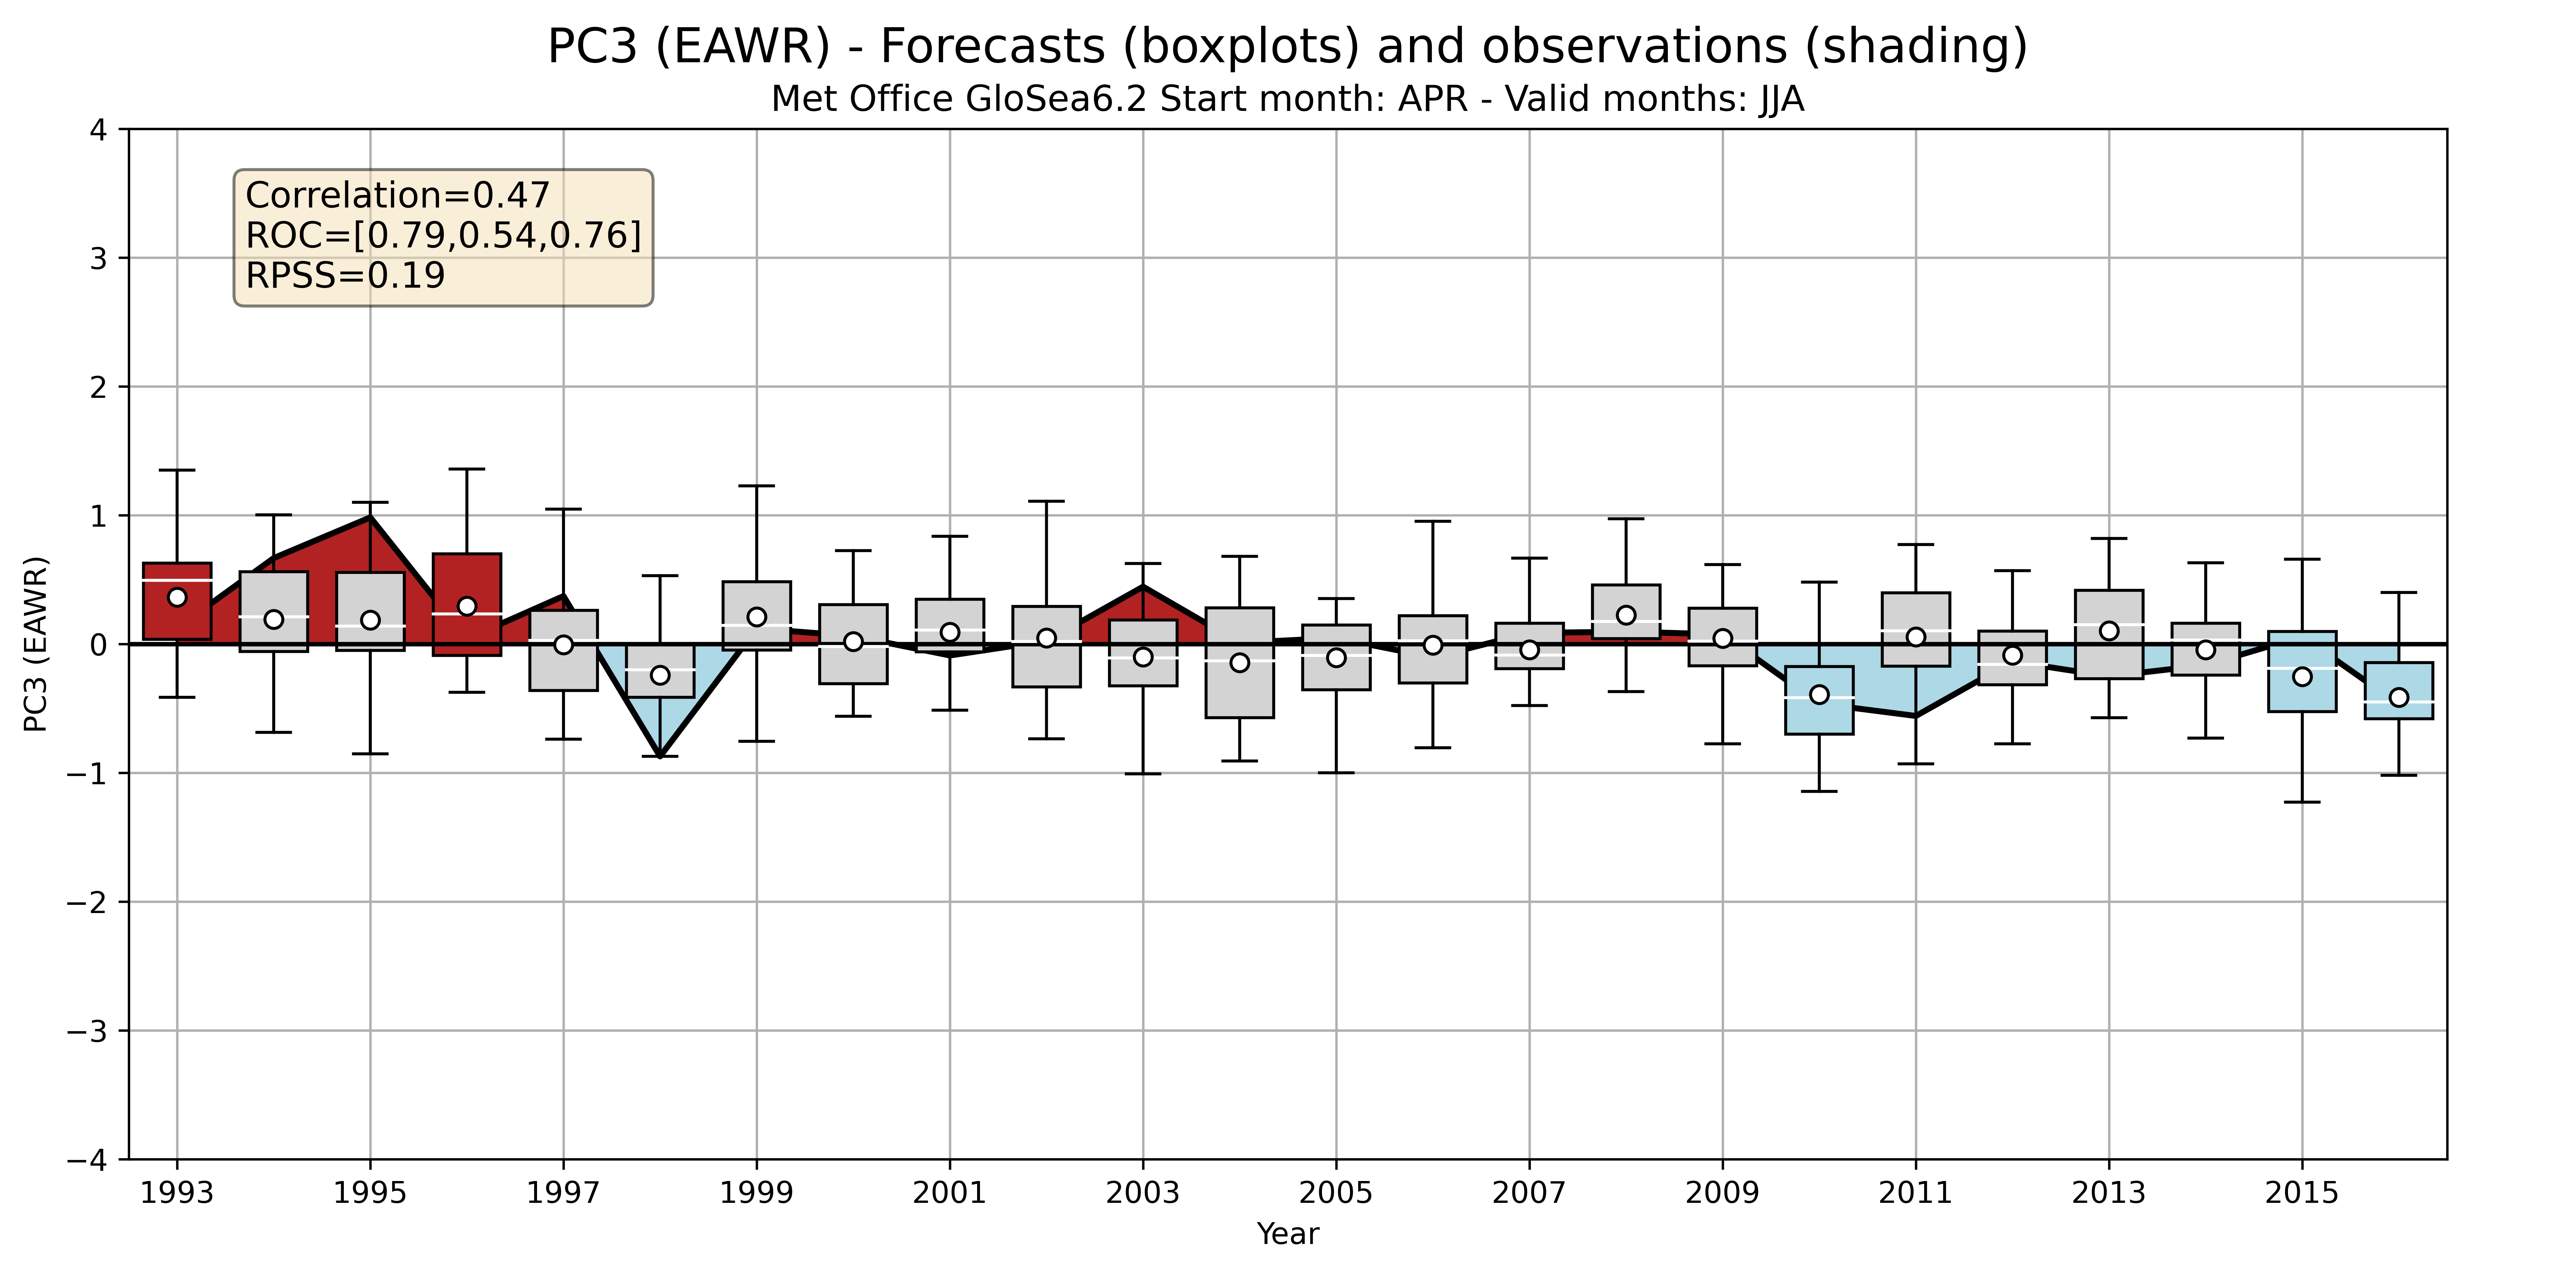 PC3 (EAWR) - Forecasts (boxplots) and observations (shading)
Met Office GloSea6.2 Start month: APR - Valid months: JJA
Correlation=0.47
ROC=[0.79,0.54,0.76]
RPSS=0.19
PC3 (EAWR)
4
3
2
1
0
−1
−2
−3
−4
1993 1995 1997 1999 2001 2003 2005 2007 2009 2011 2013 2015
Year